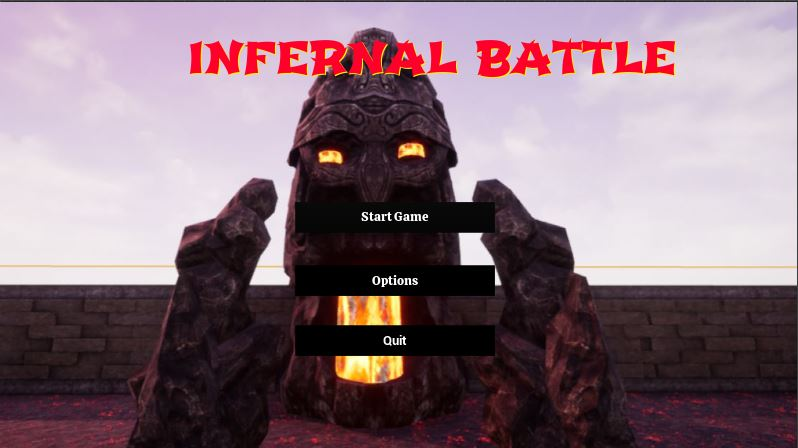 INFERNAL BATTLE
Start Game
Options
Quit